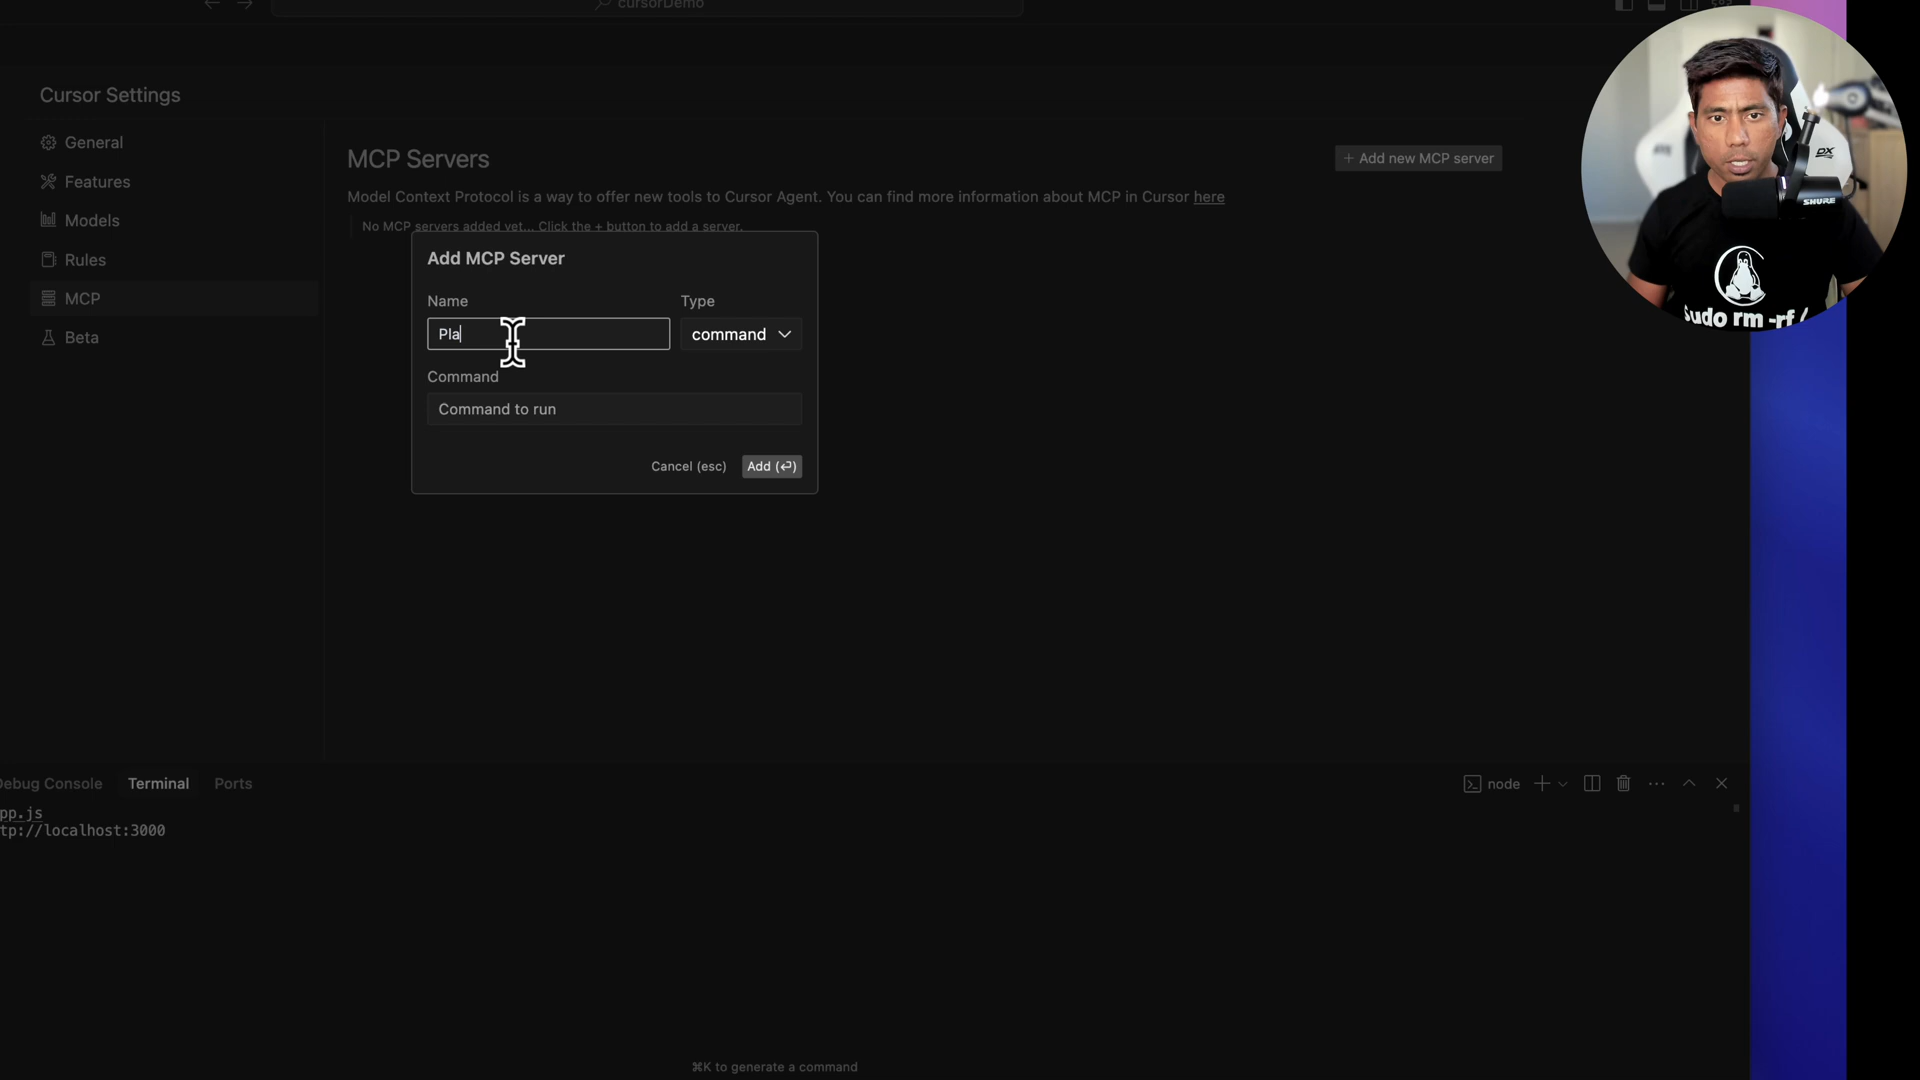 cursorDemo
Cursor Settings
General
Features
Models
Rules
MCP
Beta
MCP Servers
+ Add new MCP server
Model Context Protocol is a way to offer new tools to Cursor Agent. You can find more information about MCP in Cursor here
No MCP servers added yet... Click the + button to add a server.
Add MCP Server
Name
Type
Pla
command
Command
Command to run
Cancel (esc)
Add (⏎)
Debug Console
Terminal
Ports
node
pp.js
tp://localhost:3000
⌘K to generate a command
SHURE
DX
sudo rm -rf /